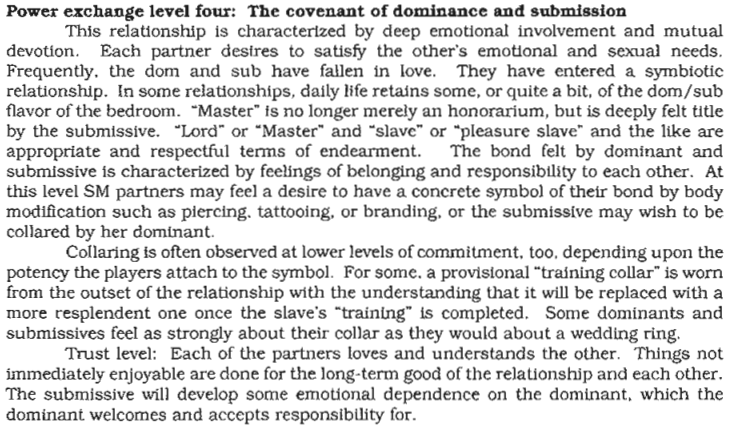 Power exchange level four:  The covenant of dominance and submission
This relationship is characterized by deep emotional involvement and mutual
devotion.  Each partner desires to satisfy the other's emotional and sexual needs.
Frequently, the dom and sub have fallen in love.  They have entered a symbiotic
relationship.  In some relationships, daily life retains some, or quite a bit, of the dom/sub
flavor of the bedroom.  "Master" is no longer merely an honorarium, but is deeply felt title
by the submissive.  "Lord" or "Master" and "slave" or "pleasure slave" and the like are
appropriate and respectful terms of endearment.  The bond felt by dominant and
submissive is characterized by feelings of belonging and responsibility to each other.  At
this level SM partners may feel a desire to have a concrete symbol of their bond by body
modification such as piercing, tattooing, or branding, or the submissive may wish to be
collared by her dominant.
Collaring is often observed at lower levels of commitment, too, depending upon the
potency the players attach to the symbol.  For some, a provisional "training collar" is worn
from the outset of the relationship with the understanding that it will be replaced with a
more resplendent one once the slave's "training" is completed.  Some dominants and
submissives feel as strongly about their collar as they would about a wedding ring.
Trust level:  Each of the partners loves and understands the other.  Things not
immediately enjoyable are done for the long-term good of the relationship and each other.
The submissive will develop some emotional dependence on the dominant, which the
dominant welcomes and accepts responsibility for.